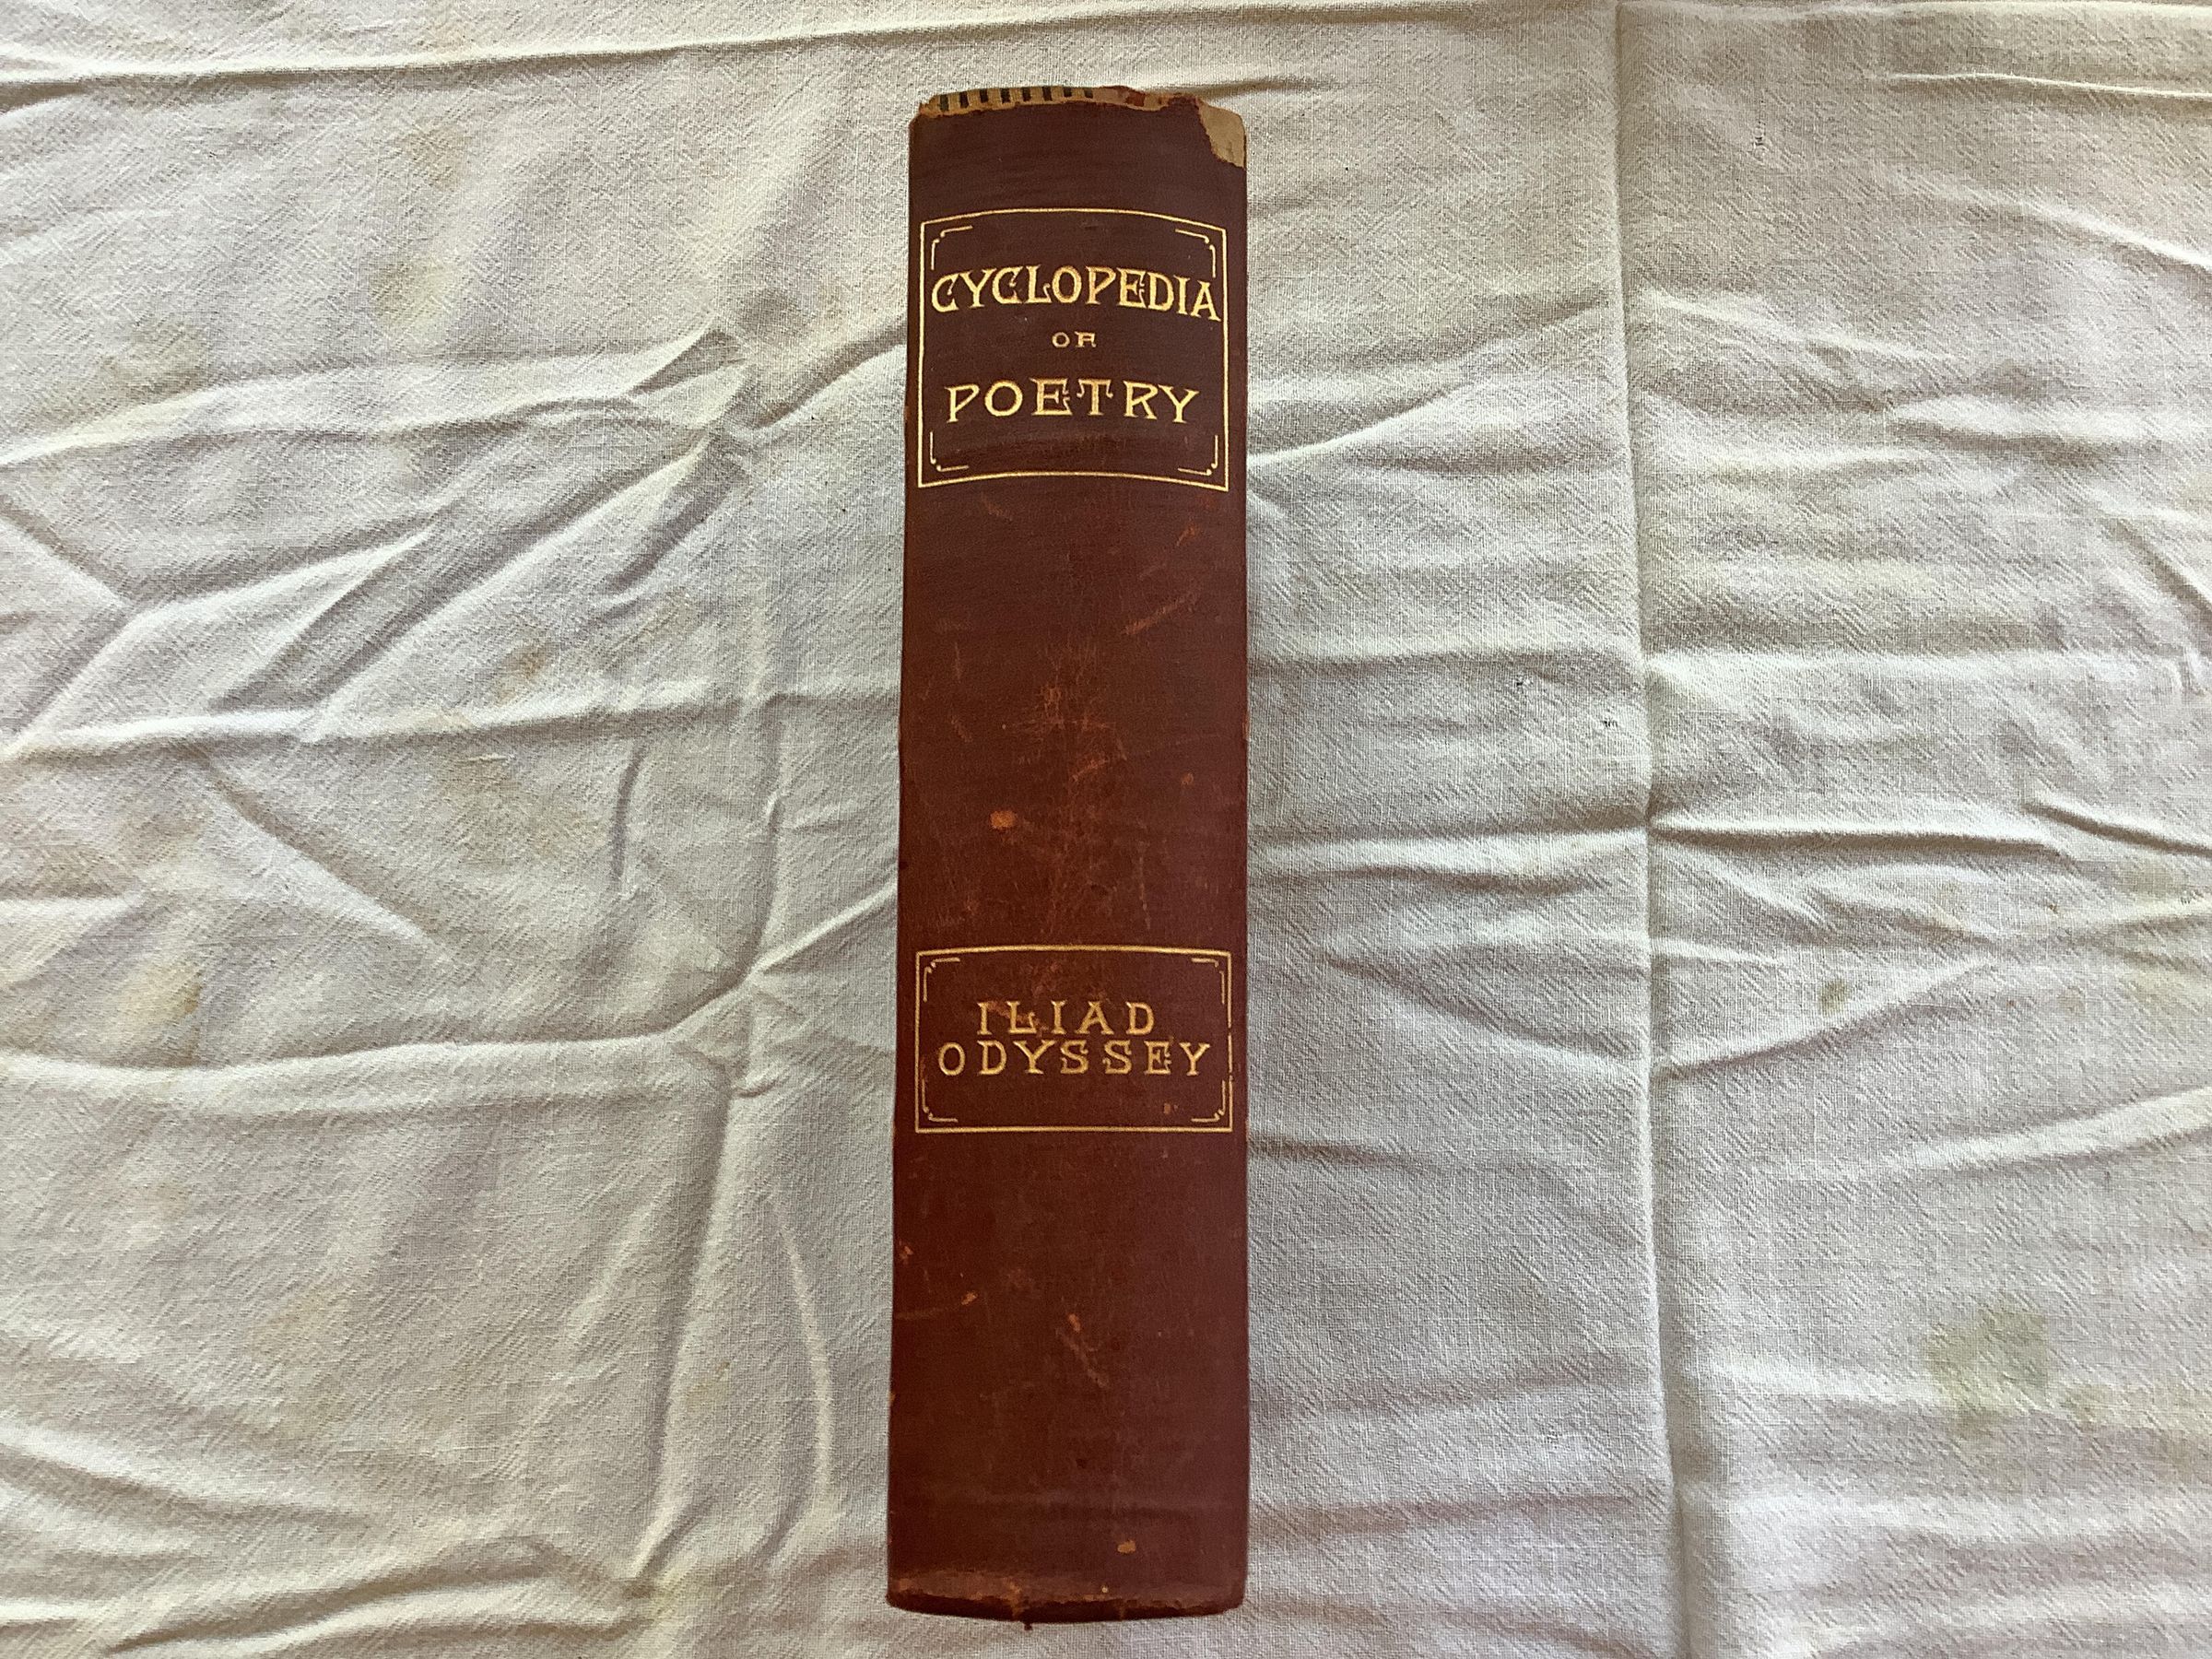 CYCLOPEDIA
OF
POETRY
ILIAD
ODYSSEY